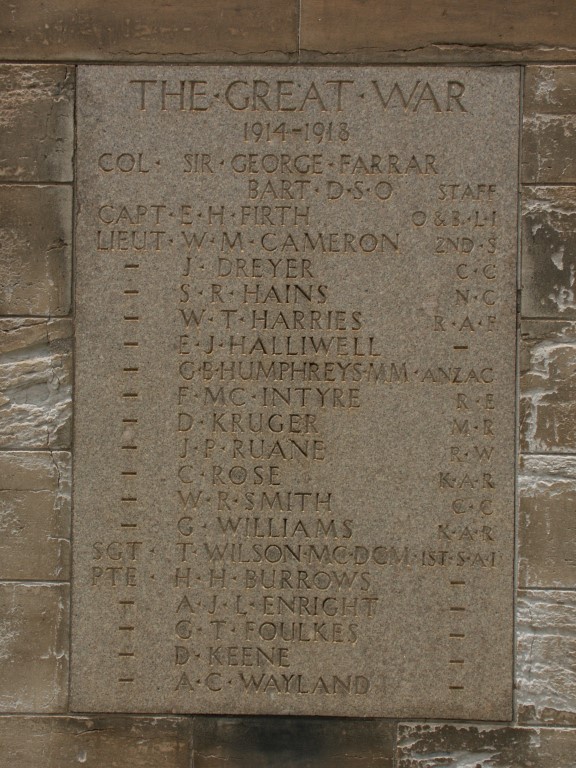 THE·GREAT·WAR
1914-1918
COL· SIR·GEORGE·FARRAR
BART·D·S·O STAFF
CAPT·E·H·FIRTH O&B·L·I
LIEUT·W·M·CAMERON 2ND·S
– J·DREYER C·C
– S·R·HAINS N·C
– W·T·HARRIES R·A·F
– E·J·HALLIWELL –
– G·B·HUMPHREYS·MM·ANZAC
– F·MC·INTYRE R·E
– D·KRUGER M·R
– J·P·RUANE R·W
– C·ROSE K·A·R
– W·R·SMITH C·C
– G·WILLIAMS K·A·R
SGT· T·WILSON·MC·DCM·1ST·S·A·I
PTE· H·H·BURROWS –
– A·J·L·ENRIGHT –
– G·T·FOULKES –
– D·KEENE –
– A·C·WAYLAND –